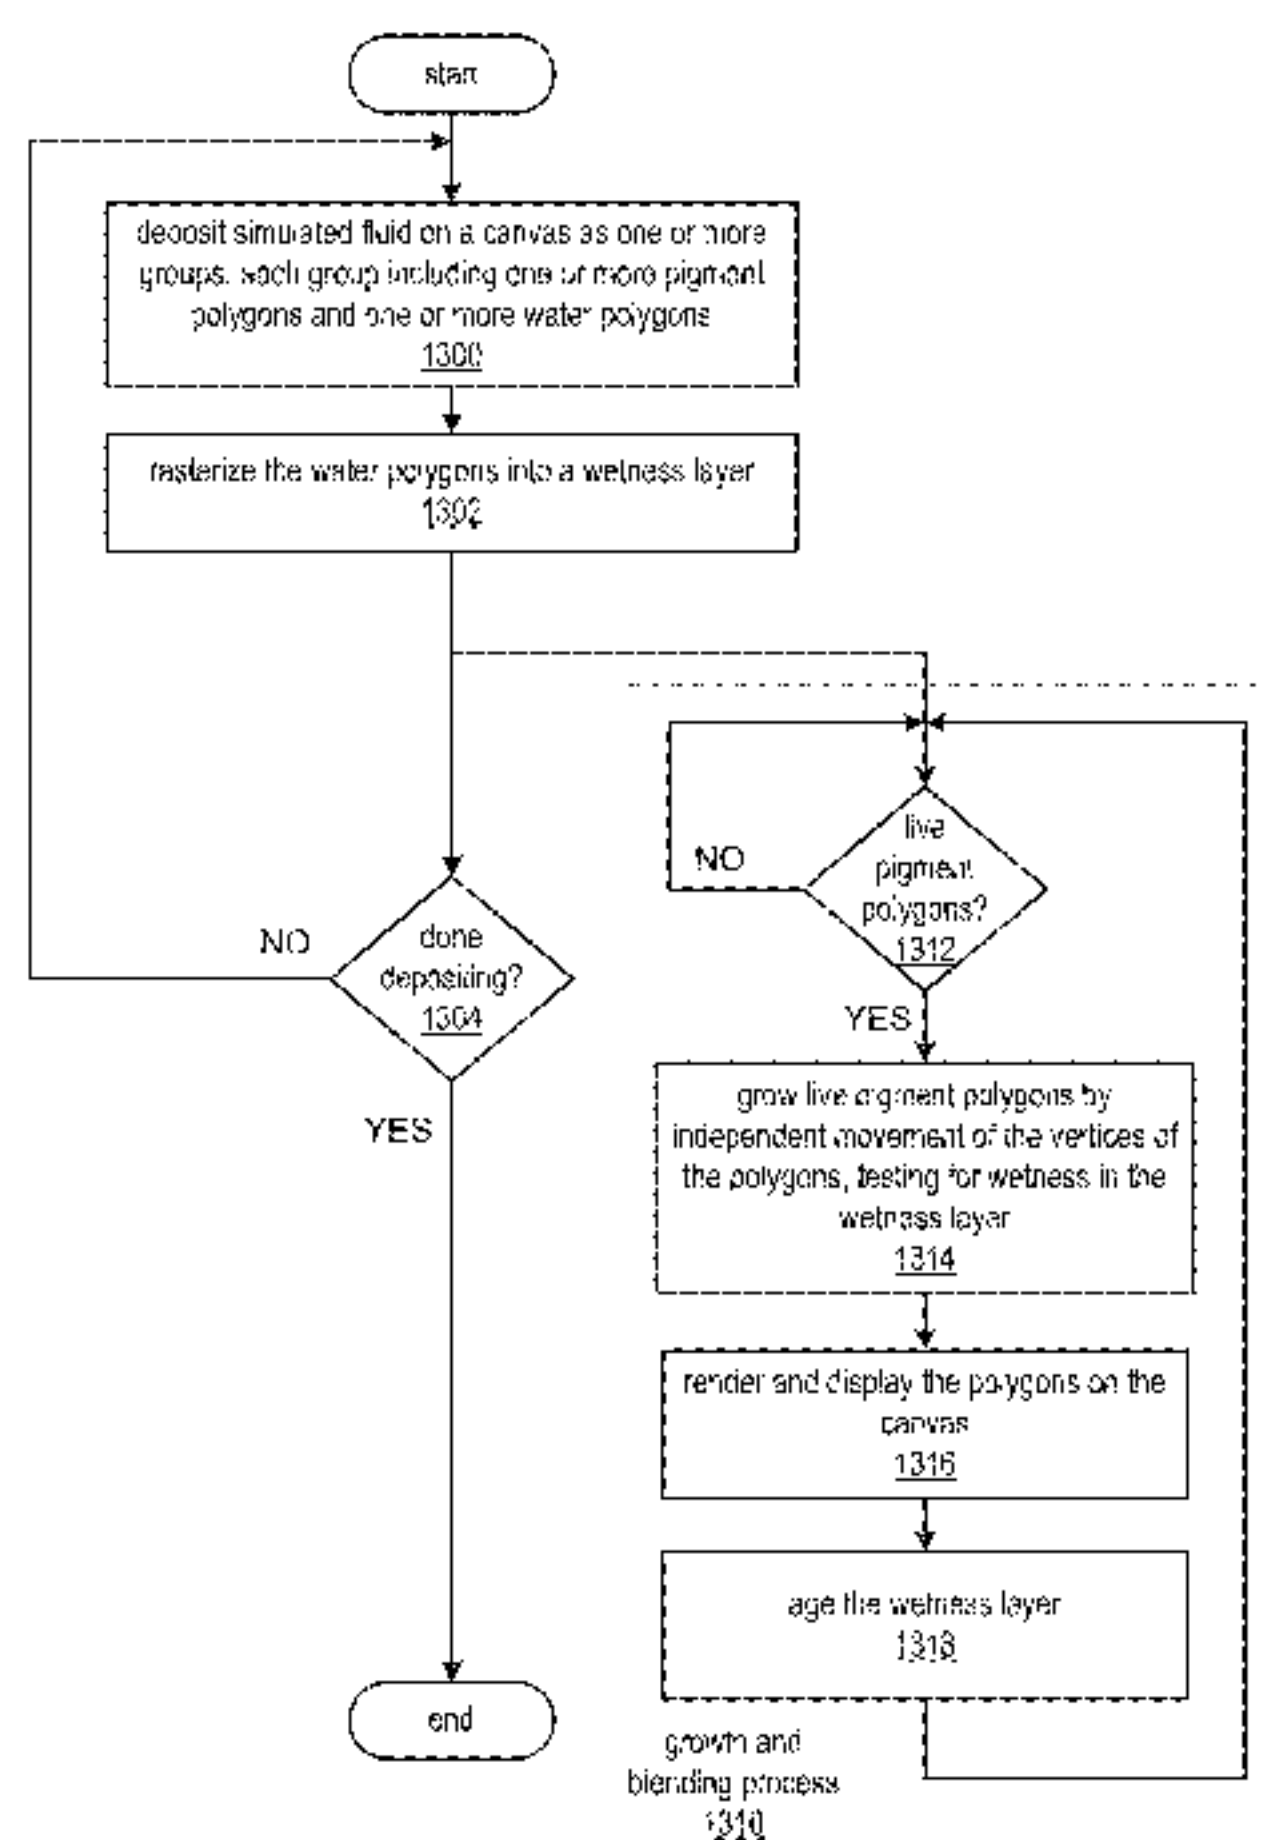 start
deposit simulated fluid on a canvas as one or more
groups, each group including one or more pigment
polygons and one or more water polygons
1300
rasterize the water polygons into a wetness layer
1302
done
depositing?
1304
NO
YES
end
live
pigment
polygons?
1312
NO
YES
grow live pigment polygons by
independent movement of the vertices of
the polygons, testing for wetness in the
wetness layer
1314
render and display the polygons on the
canvas
1316
age the wetness layer
1318
growth and
blending process
1310